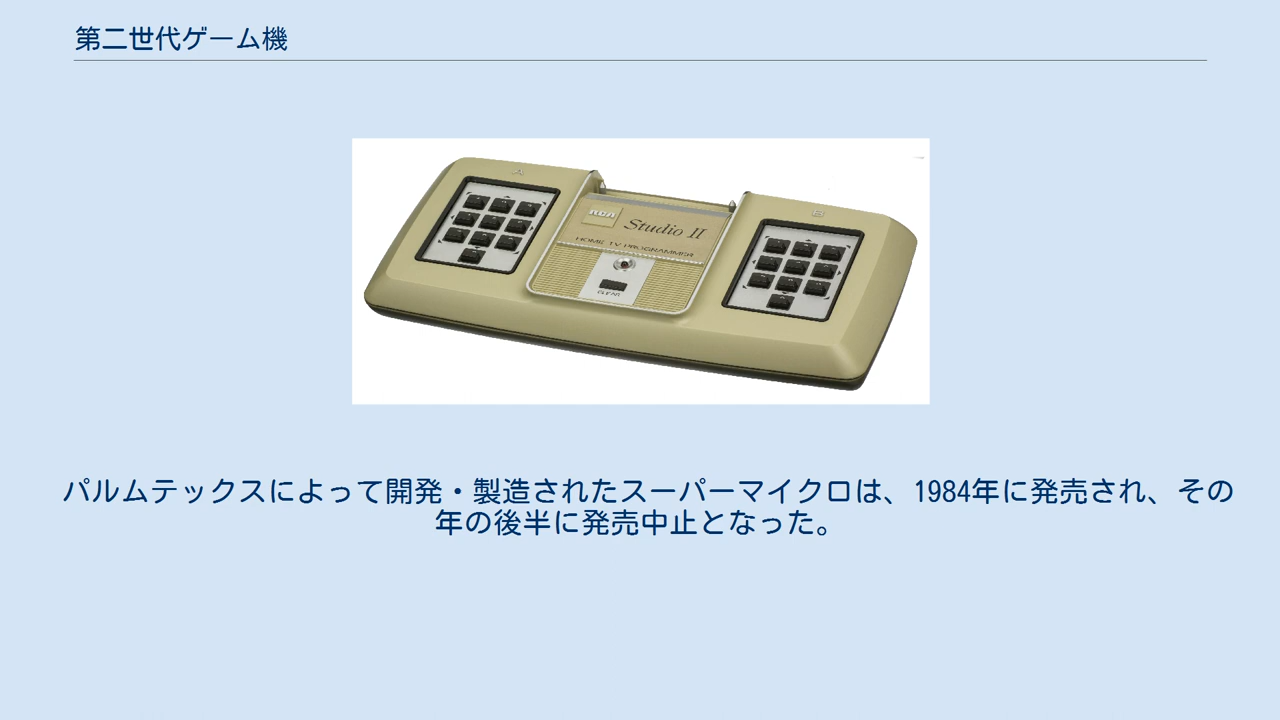 第二世代ゲーム機
A
B
RCA Studio II
HOME TV PROGRAMMER
CLEAR
パルムテックスによって開発・製造されたスーパーマイクロは、1984年に発売され、その
年の後半に発売中止となった。